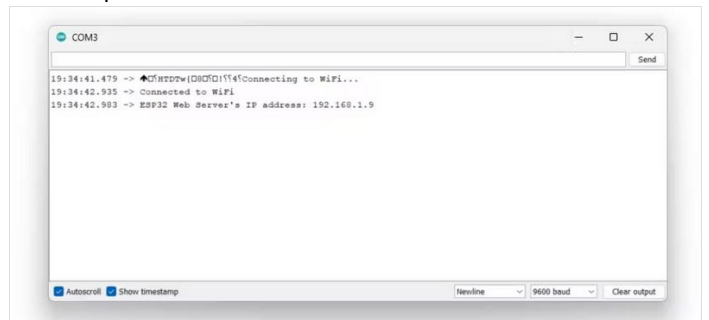 COM3
Send
19:34:41.479 -> Connecting to WiFi...
19:34:42.935 -> Connected to WiFi
19:34:42.983 -> ESP32 Web Server's IP address: 192.168.1.9
Autoscroll Show timestamp Newline 9600 baud Clear output